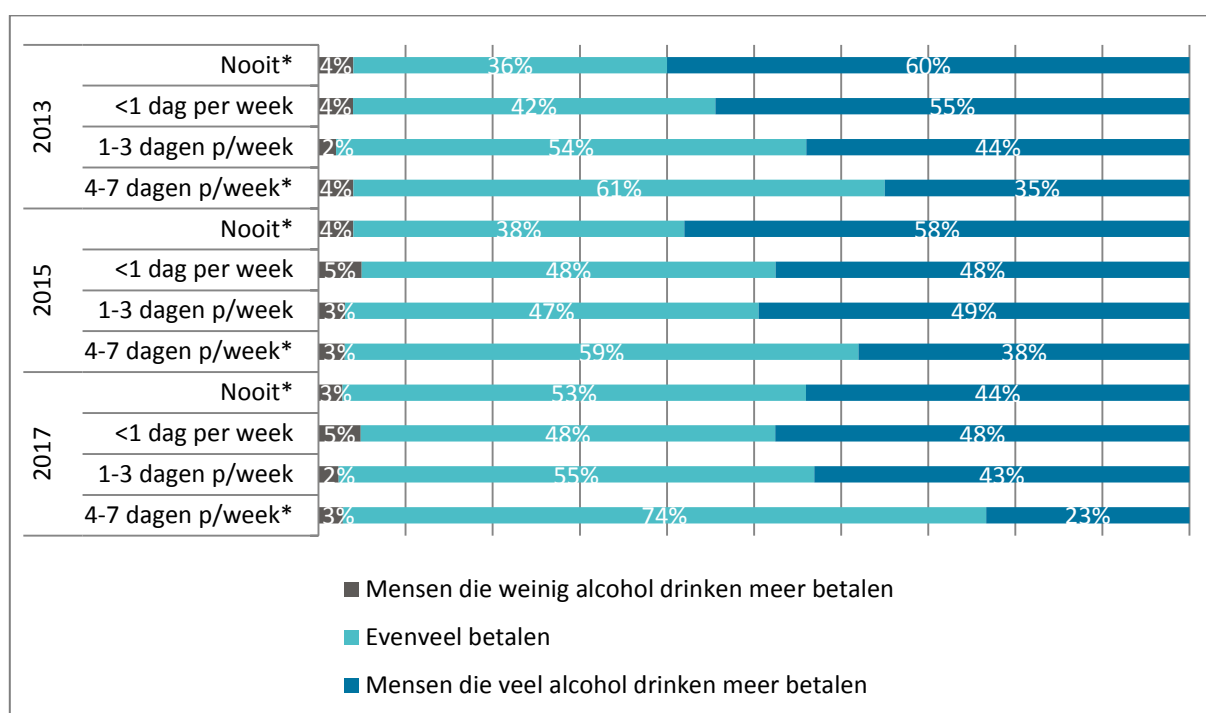 2013
Nooit* 4% 36% 60%
<1 dag per week 4% 42% 55%
1-3 dagen p/week 2% 54% 44%
4-7 dagen p/week* 4% 61% 35%
2015
Nooit* 4% 38% 58%
<1 dag per week 5% 48% 48%
1-3 dagen p/week 3% 47% 49%
4-7 dagen p/week* 3% 59% 38%
2017
Nooit* 3% 53% 44%
<1 dag per week 5% 48% 48%
1-3 dagen p/week 2% 55% 43%
4-7 dagen p/week* 3% 74% 23%
Mensen die weinig alcohol drinken meer betalen
Evenveel betalen
Mensen die veel alcohol drinken meer betalen